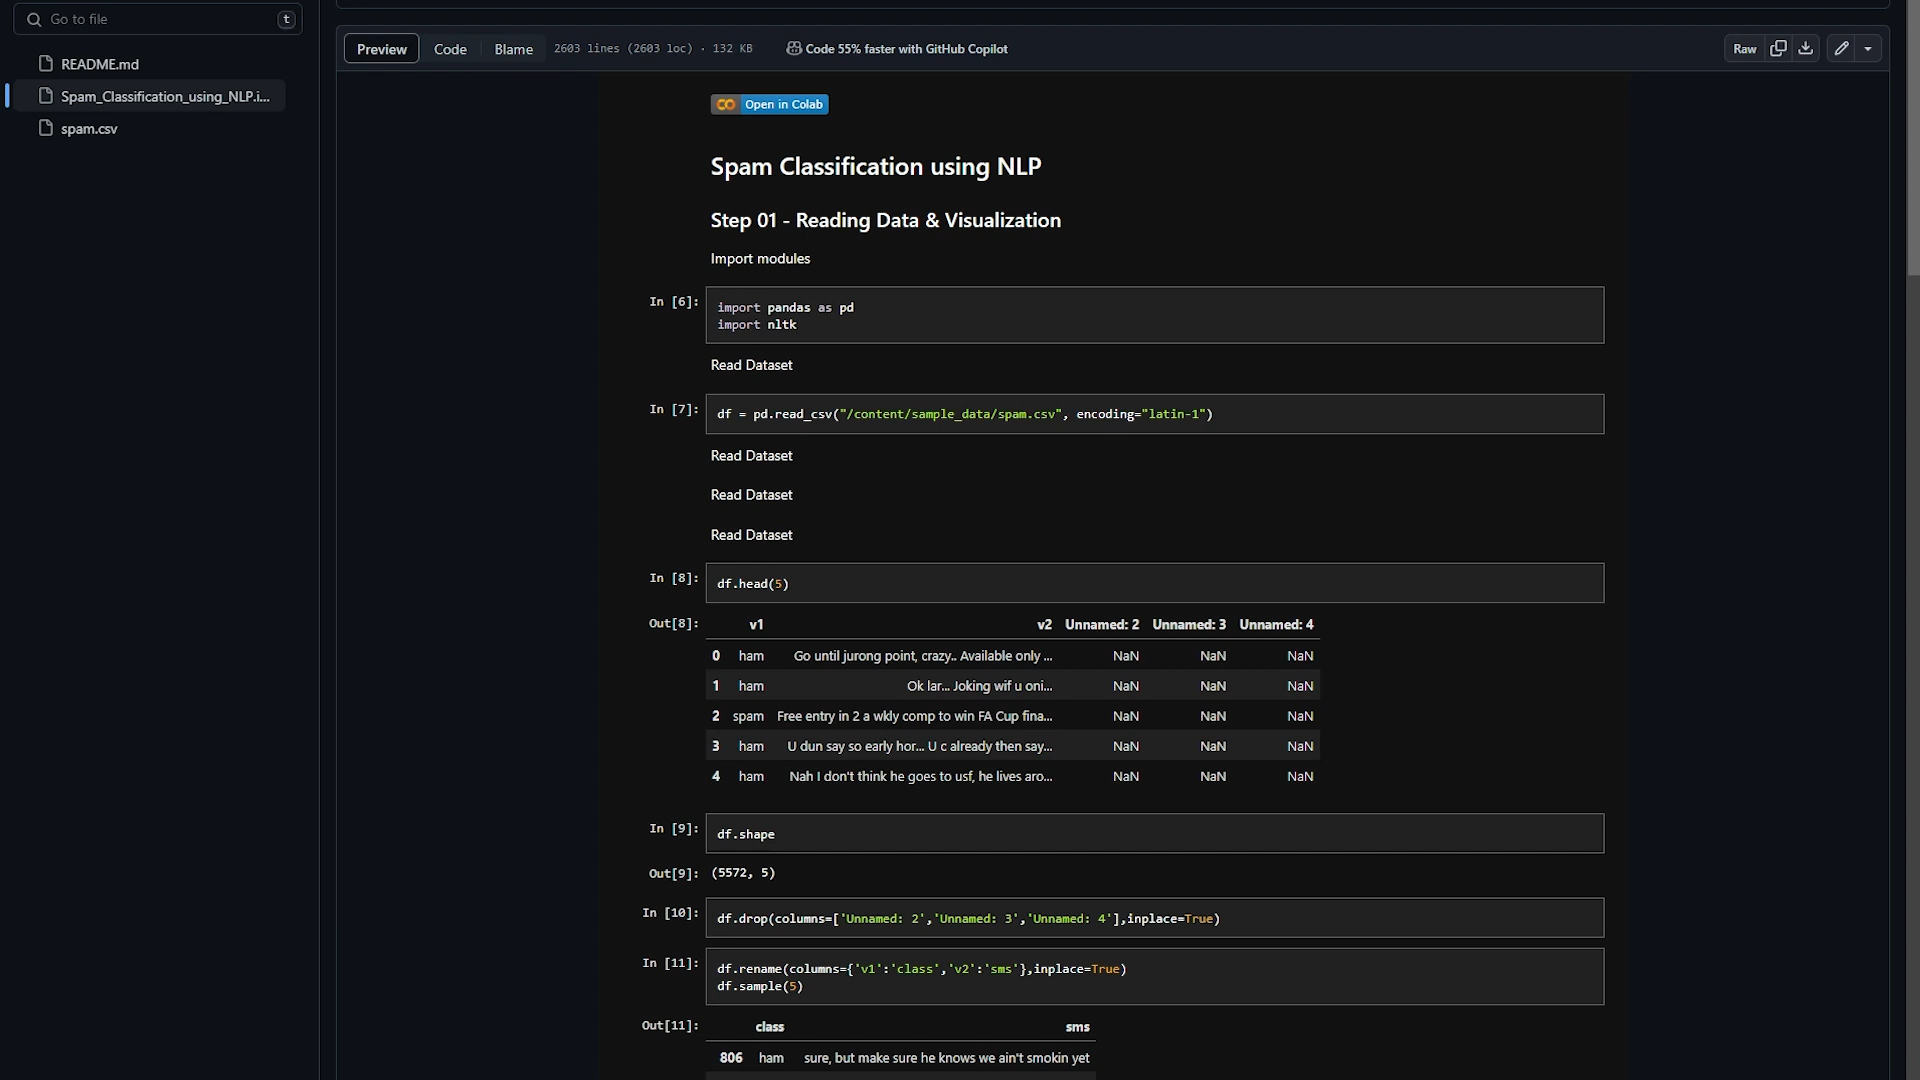 Go to file
t
README.md
Spam_Classification_using_NLP.i...
spam.csv
Preview Code Blame 2603 lines (2603 loc) · 132 KB Code 55% faster with GitHub Copilot Raw
Open in Colab
Spam Classification using NLP
Step 01 - Reading Data & Visualization
Import modules
In [6]: import pandas as pd
import nltk
Read Dataset
In [7]: df = pd.read_csv("/content/sample_data/spam.csv", encoding="latin-1")
Read Dataset
Read Dataset
Read Dataset
In [8]: df.head(5)
Out[8]: v1 v2 Unnamed: 2 Unnamed: 3 Unnamed: 4
0 ham Go until jurong point, crazy.. Available only ... NaN NaN NaN
1 ham Ok lar... Joking wif u oni... NaN NaN NaN
2 spam Free entry in 2 a wkly comp to win FA Cup fina... NaN NaN NaN
3 ham U dun say so early hor... U c already then say... NaN NaN NaN
4 ham Nah I don't think he goes to usf, he lives aro... NaN NaN NaN
In [9]: df.shape
Out[9]: (5572, 5)
In [10]: df.drop(columns=['Unnamed: 2','Unnamed: 3','Unnamed: 4'],inplace=True)
In [11]: df.rename(columns={'v1':'class','v2':'sms'},inplace=True)
df.sample(5)
Out[11]: class sms
806 ham sure, but make sure he knows we ain't smokin yet